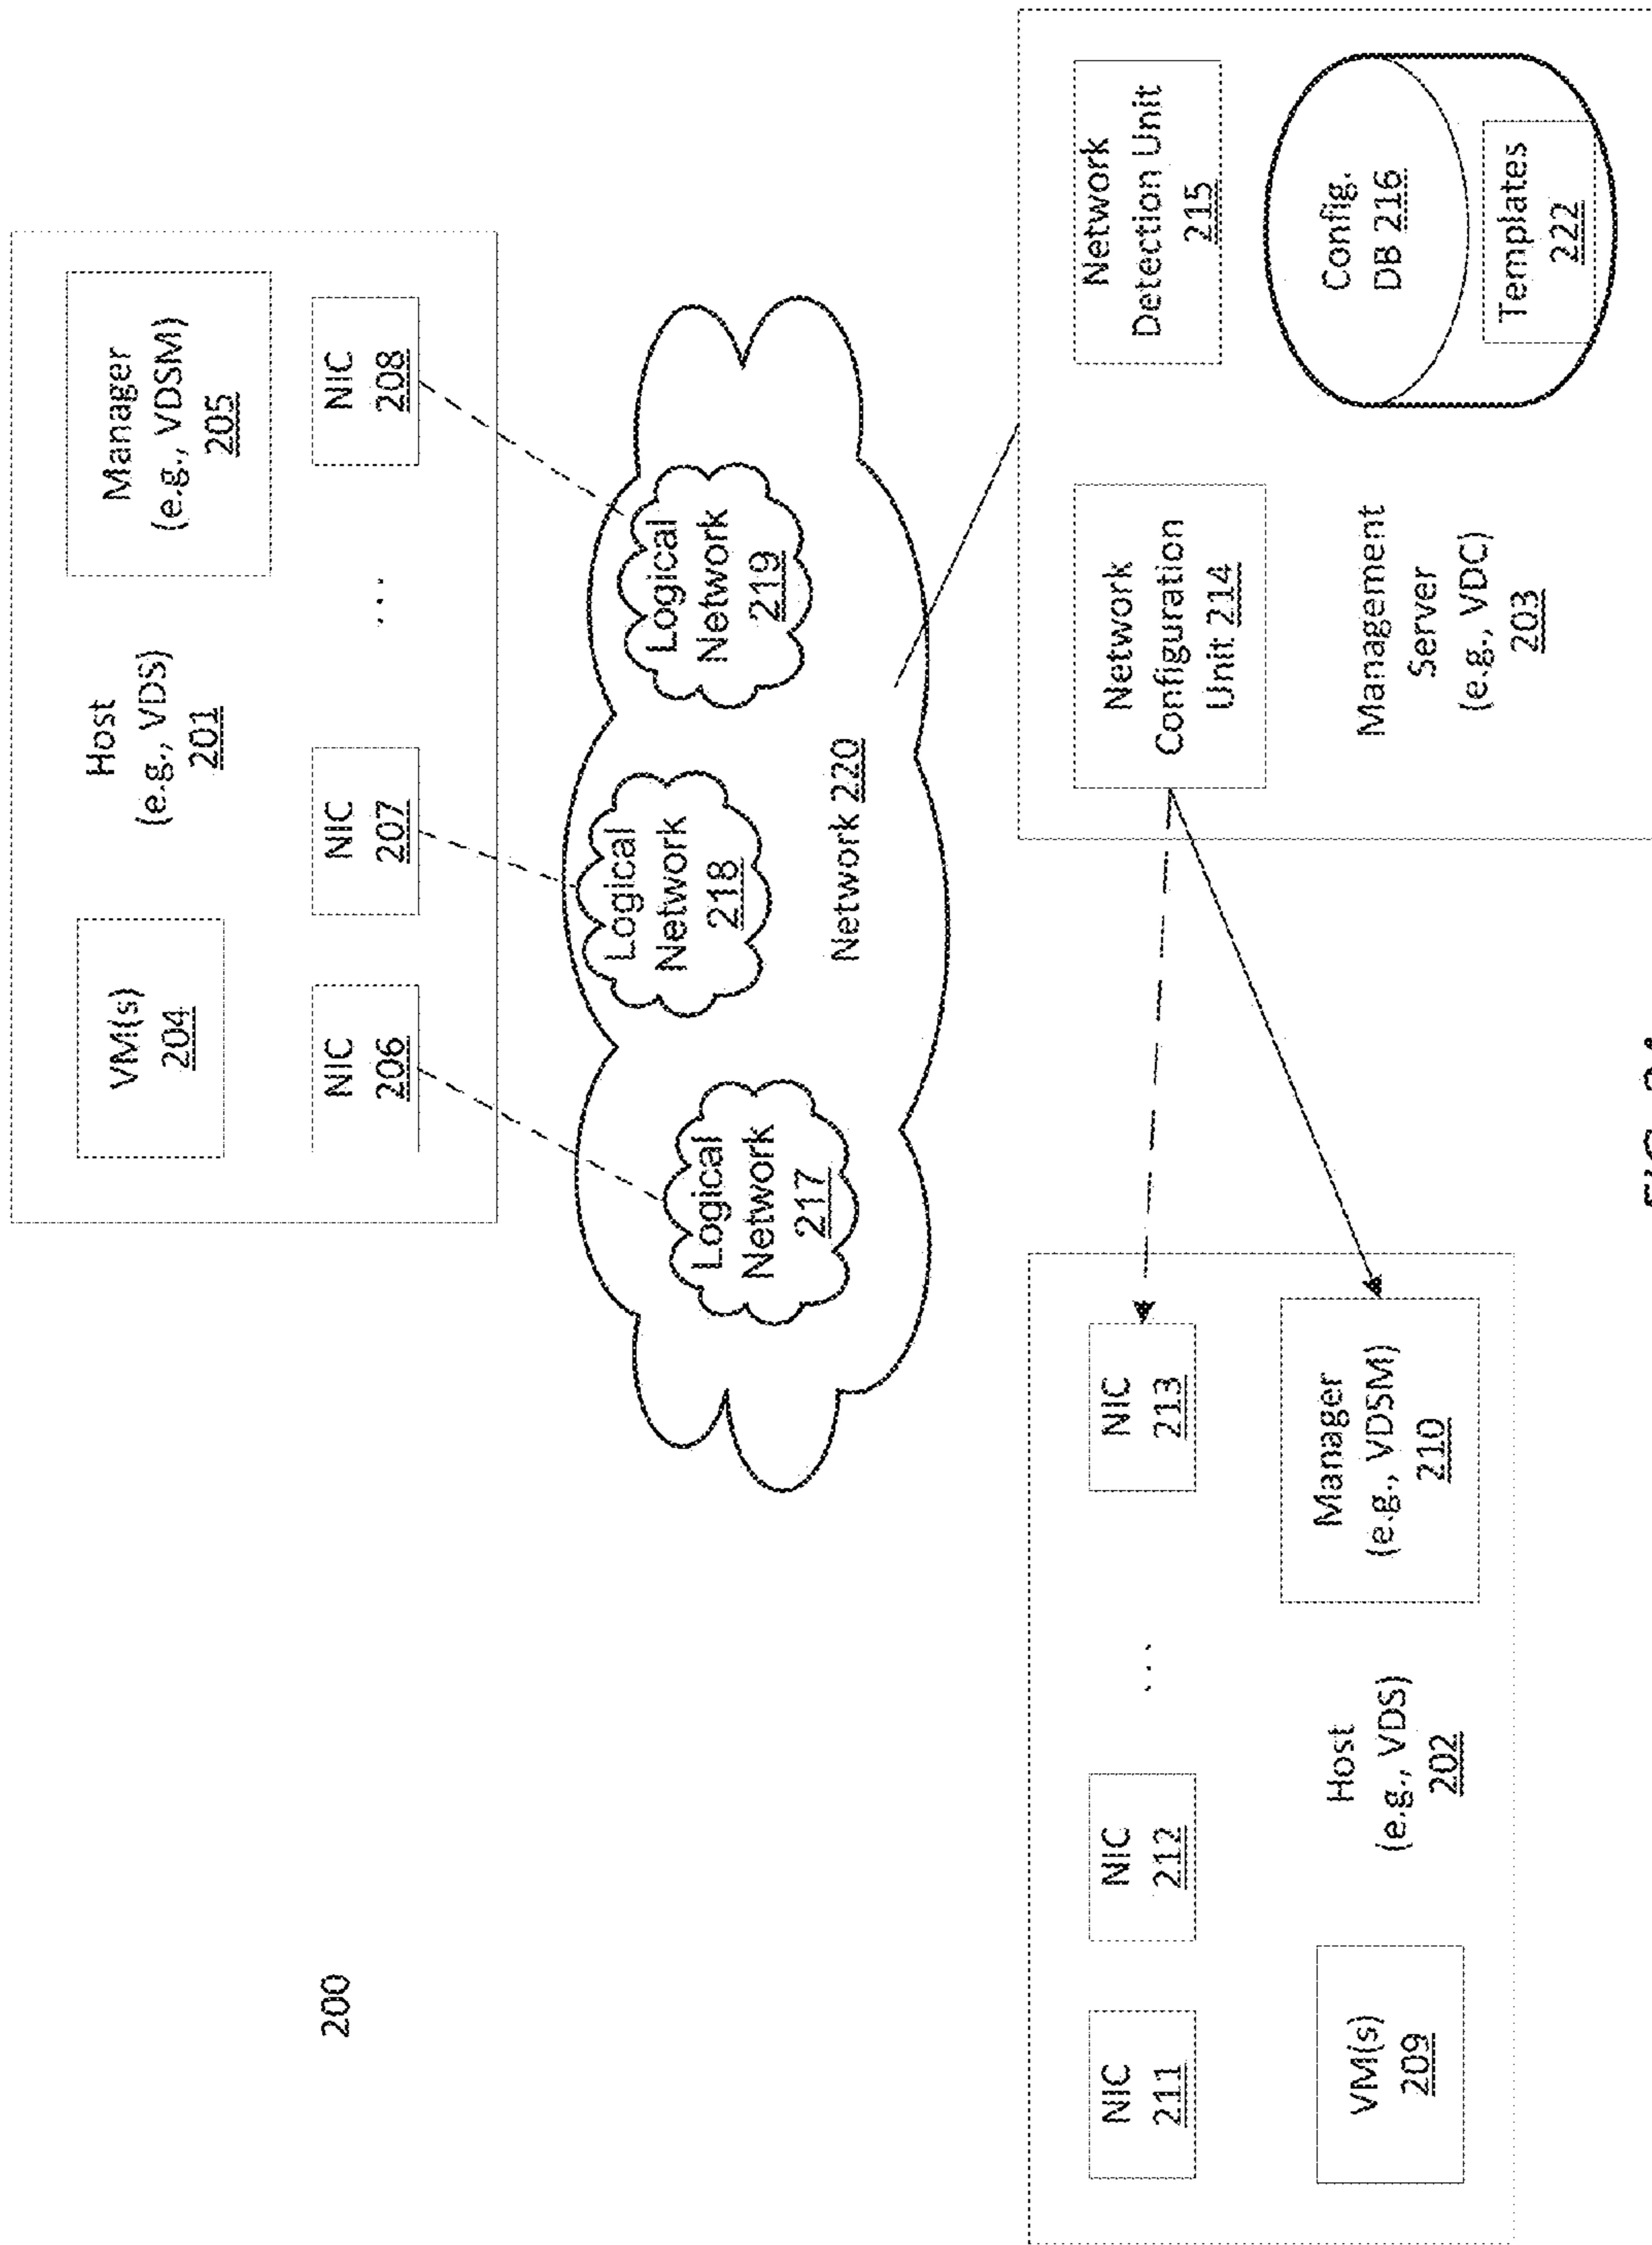 200
VM(s)
204
Host
(e.g., VDS)
201
Manager
(e.g., VDSM)
205
NIC
206
NIC
207
...
NIC
208
Logical
Network
217
Logical
Network
218
Logical
Network
219
Network 220
NIC
211
NIC
212
...
NIC
213
VM(s)
209
Host
(e.g., VDS)
202
Manager
(e.g., VDSM)
210
Network
Configuration
Unit 214
Network
Detection Unit
215
Management
Server
(e.g., VDC)
203
Config.
DB 216
Templates
222